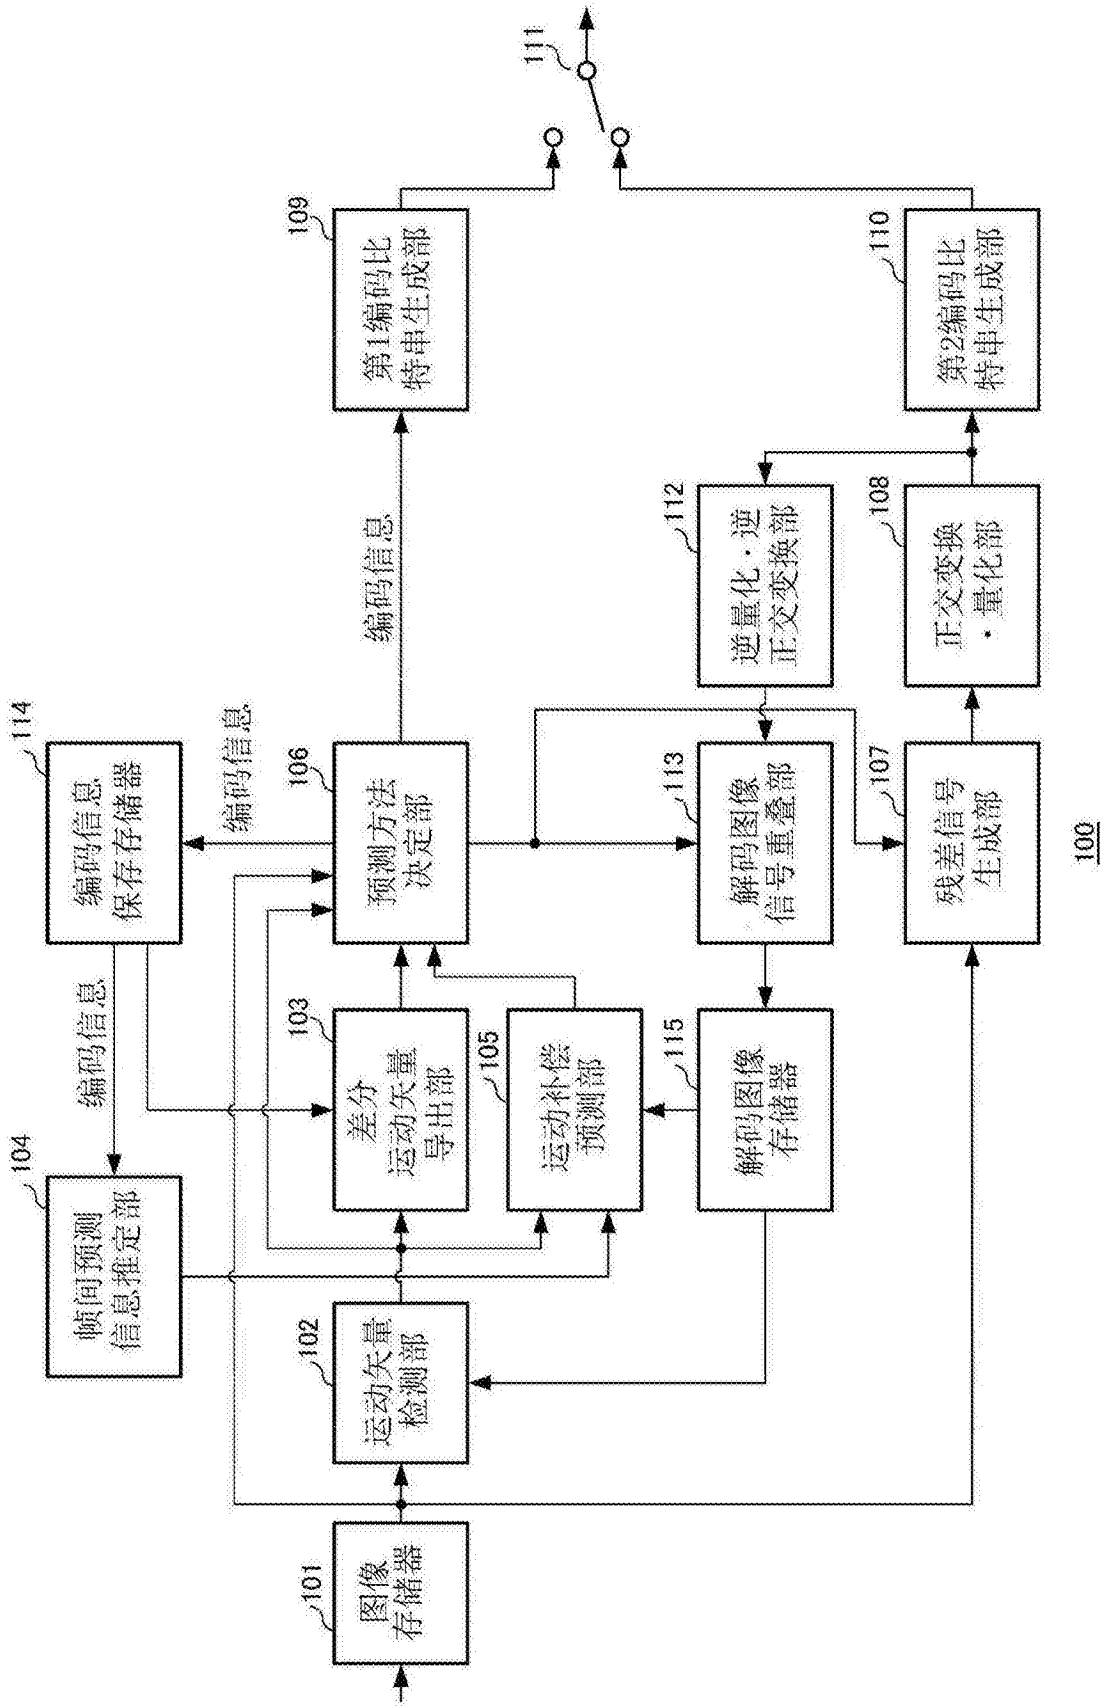 101
图像
存储器
102
运动矢量
检测部
104
帧间预测
信息推定部
103
差分
运动矢量
导出部
105
运动补偿
预测部
115
解码图像
存储器
114
编码信息
保存存储器
编码信息
编码信息
106
预测方法
决定部
113
解码图像
信号重叠部
107
残差信号
生成部
编码信息
112
逆量化·逆
正交变换部
108
正交变换
·量化部
109
第1编码比
特串生成部
110
第2编码比
特串生成部
111
100